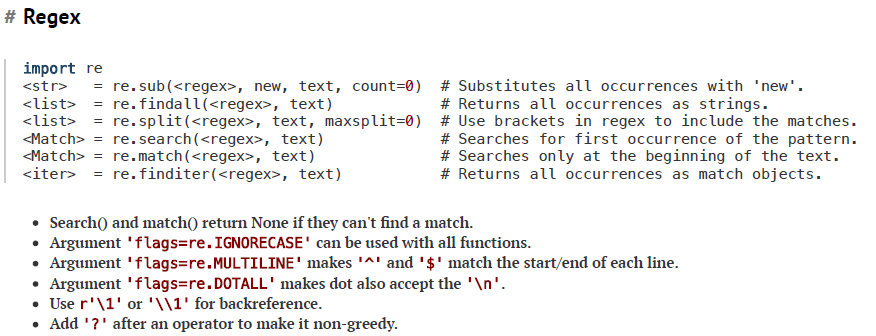 # Regex
import re
<str>   = re.sub(<regex>, new, text, count=0)  # Substitutes all occurrences with 'new'.
<list>  = re.findall(<regex>, text)            # Returns all occurrences as strings.
<list>  = re.split(<regex>, text, maxsplit=0)  # Use brackets in regex to include the matches.
<Match> = re.search(<regex>, text)             # Searches for first occurrence of the pattern.
<Match> = re.match(<regex>, text)              # Searches only at the beginning of the text.
<iter>  = re.finditer(<regex>, text)           # Returns all occurrences as match objects.
• Search() and match() return None if they can't find a match.
• Argument 'flags=re.IGNORECASE' can be used with all functions.
• Argument 'flags=re.MULTILINE' makes '^' and '$' match the start/end of each line.
• Argument 'flags=re.DOTALL' makes dot also accept the '\n'.
• Use r'\1' or '\\1' for backreference.
• Add '?' after an operator to make it non-greedy.